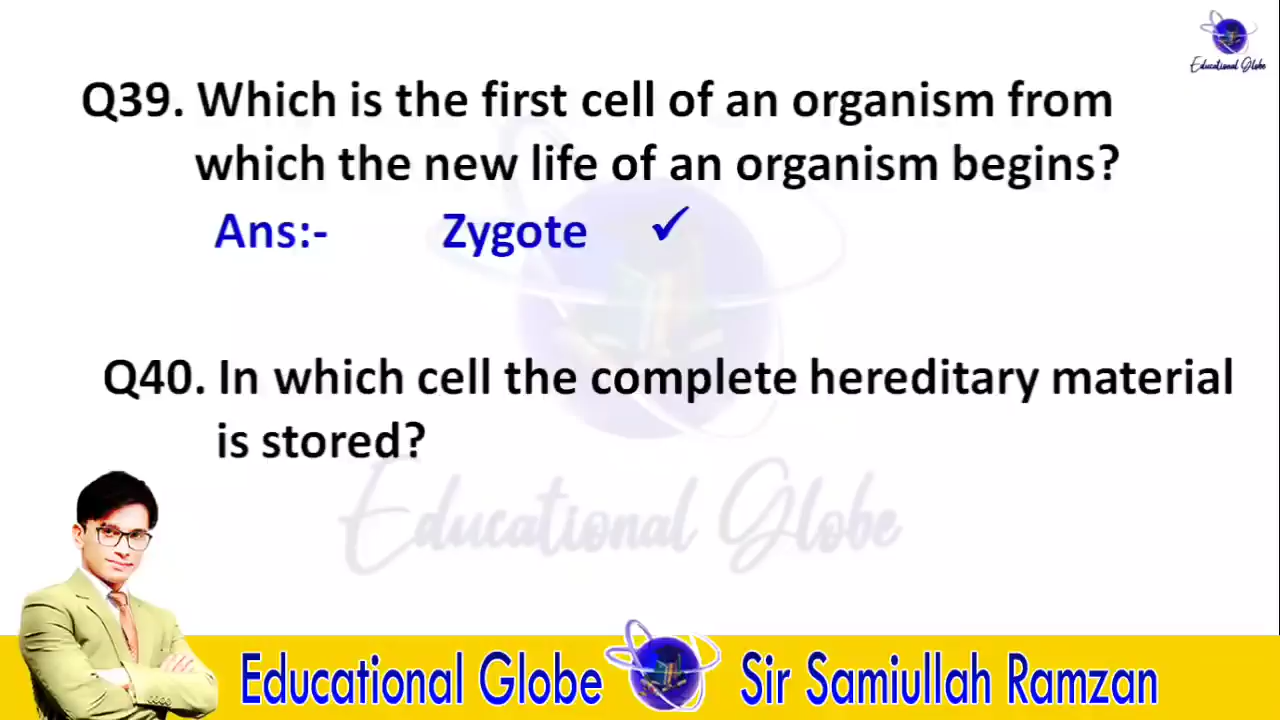 Educational Globe
Q39. Which is the first cell of an organism from
which the new life of an organism begins?
Ans:- Zygote ✓
Q40. In which cell the complete hereditary material
is stored?
Educational Globe
Educational Globe Sir Samiullah Ramzan